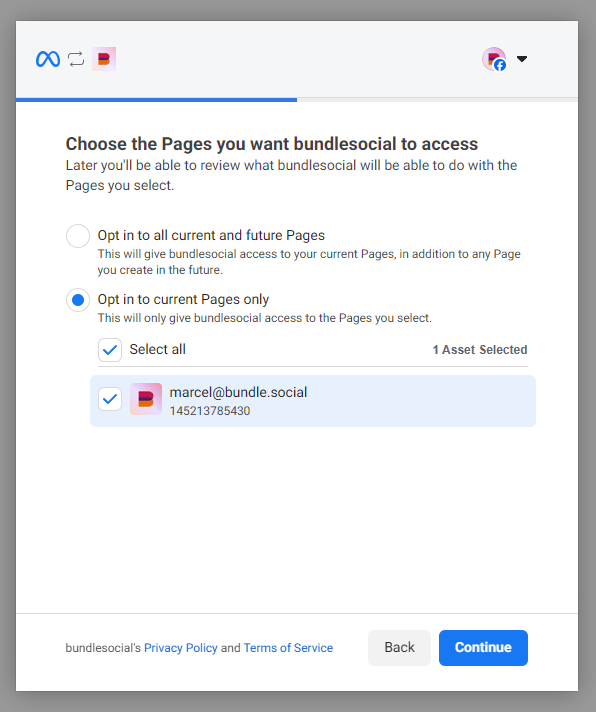 Choose the Pages you want bundlesocial to access
Later you'll be able to review what bundlesocial will be able to do with the
Pages you select.
Opt in to all current and future Pages
This will give bundlesocial access to your current Pages, in addition to any Page
you create in the future.
Opt in to current Pages only
This will only give bundlesocial access to the Pages you select.
Select all 1 Asset Selected
marcel@bundle.social
145213785430
bundlesocial's Privacy Policy and Terms of Service Back Continue